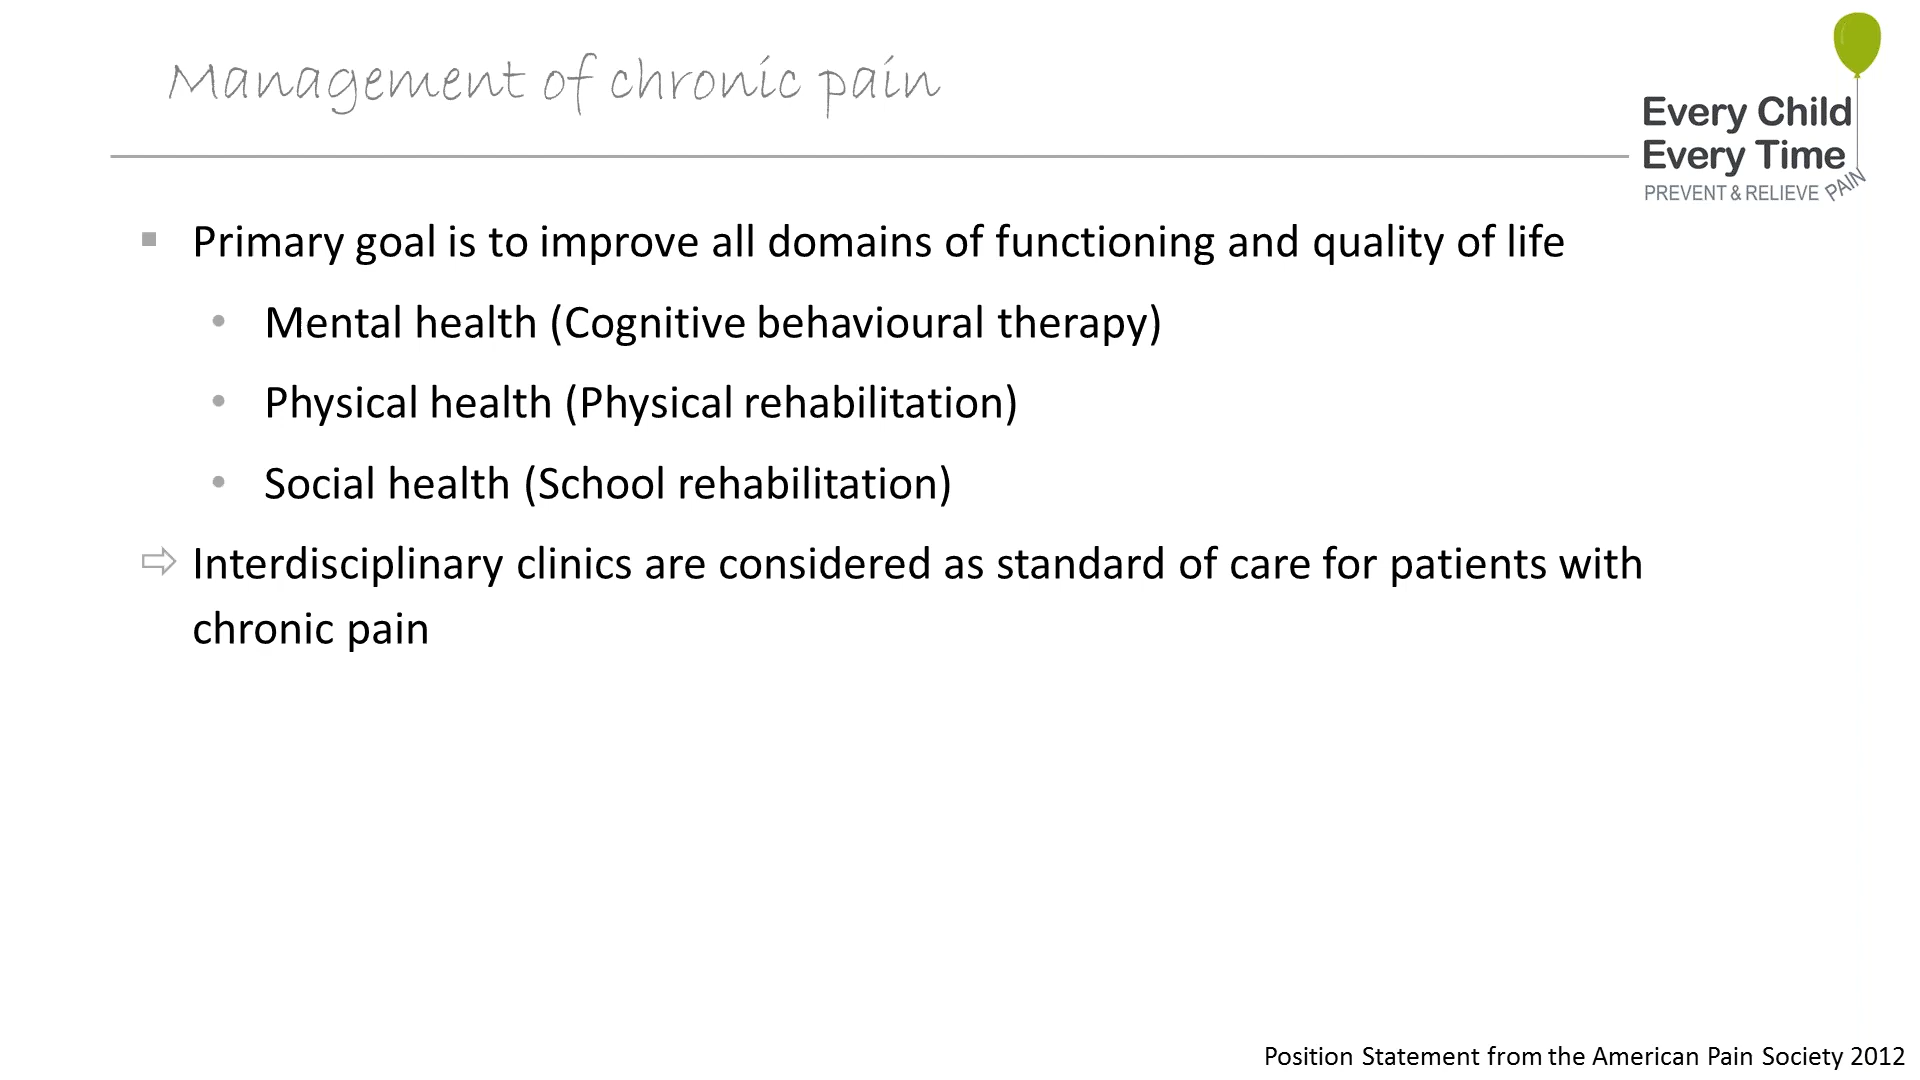 Management of chronic pain
Every Child
Every Time
PREVENT & RELIEVE PAIN
Primary goal is to improve all domains of functioning and quality of life
Mental health (Cognitive behavioural therapy)
Physical health (Physical rehabilitation)
Social health (School rehabilitation)
Interdisciplinary clinics are considered as standard of care for patients with
chronic pain
Position Statement from the American Pain Society 2012